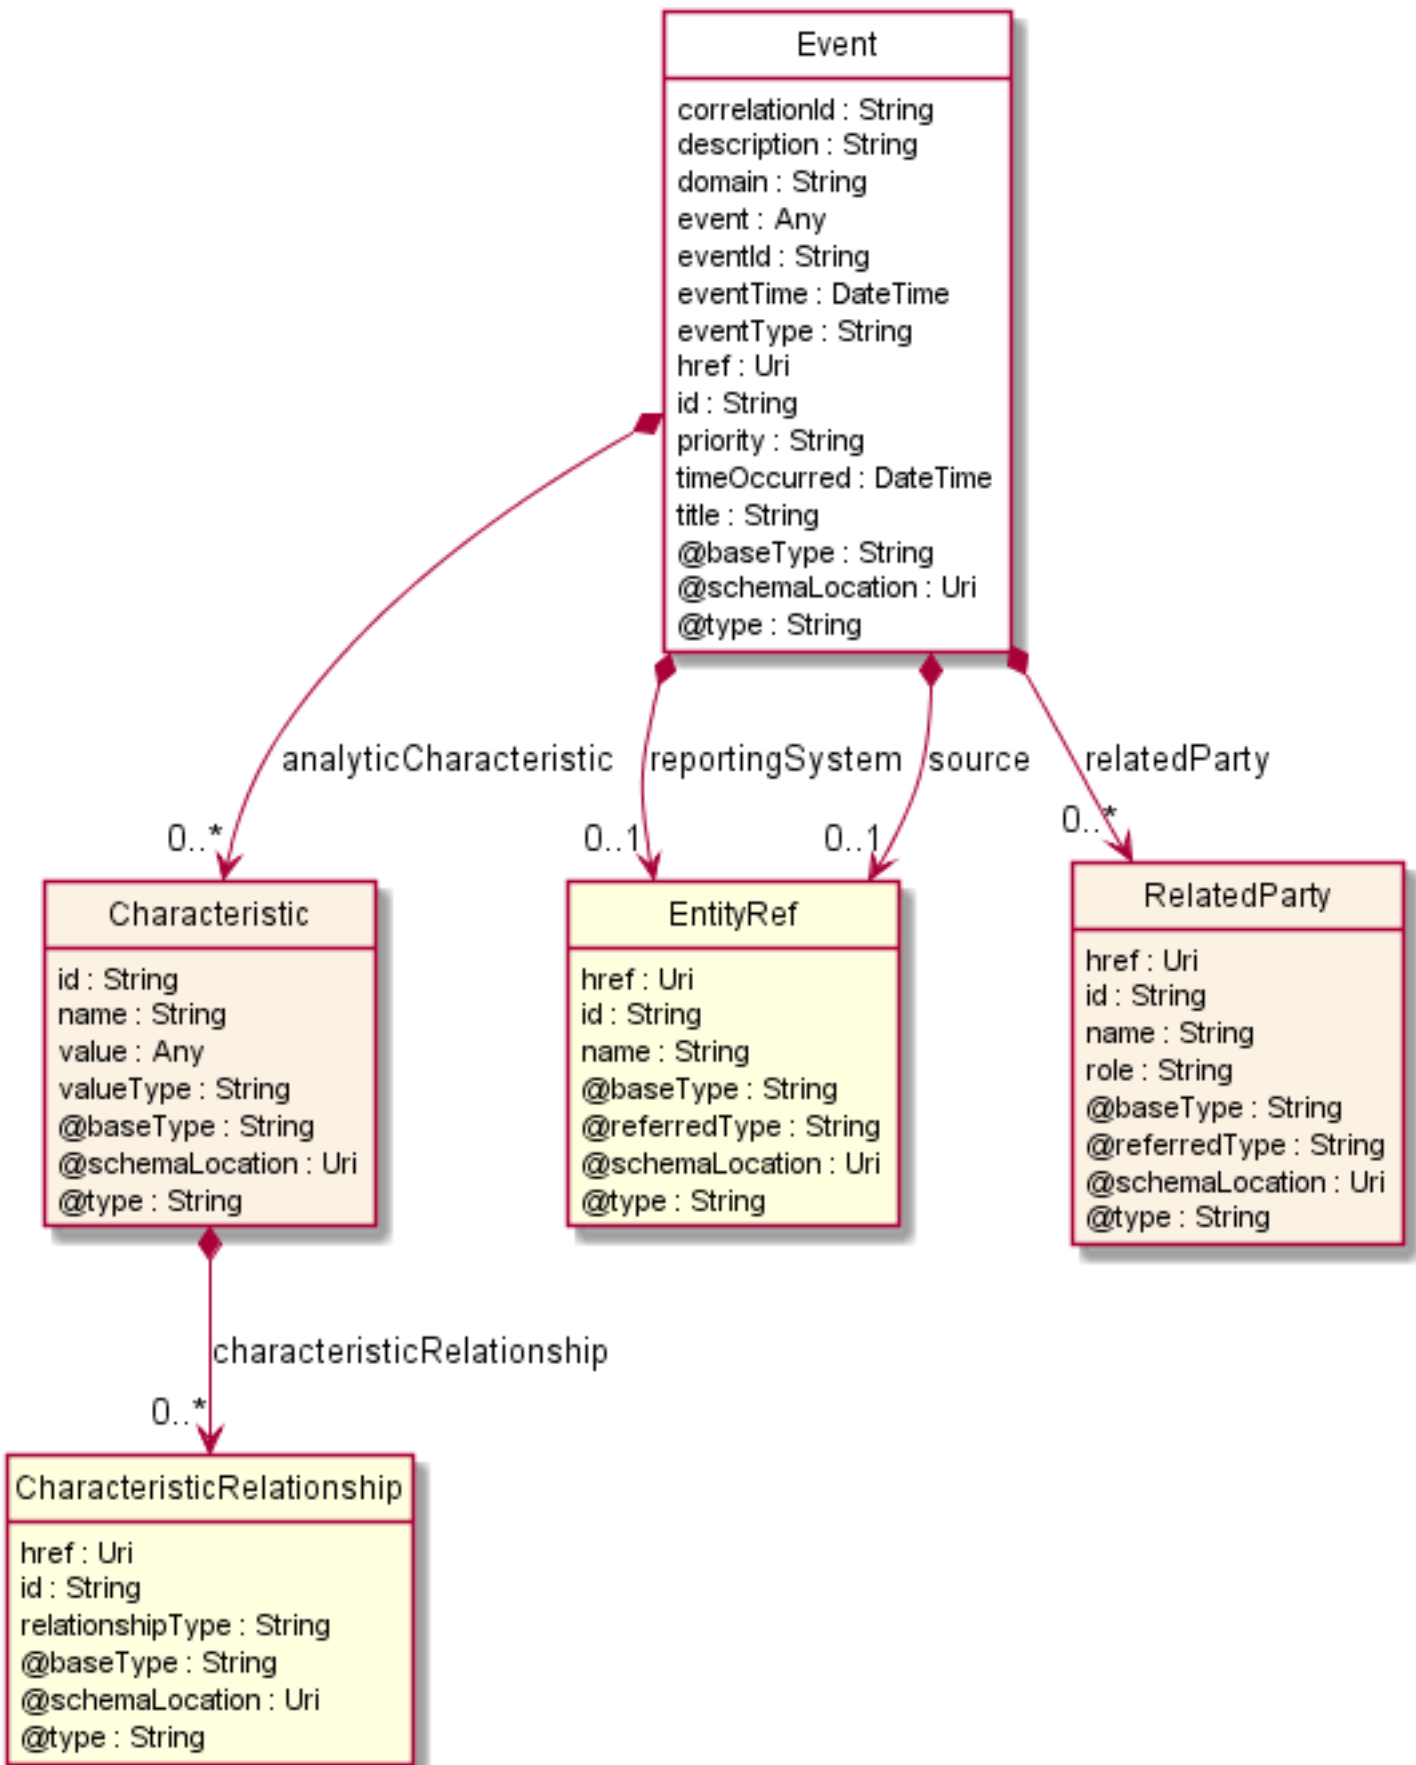 Event
correlationId : String
description : String
domain : String
event : Any
eventId : String
eventTime : DateTime
eventType : String
href : Uri
id : String
priority : String
timeOccurred : DateTime
title : String
@baseType : String
@schemaLocation : Uri
@type : String
analyticCharacteristic
reportingSystem
source
relatedParty
0..*
0..1
0..1
0..*
Characteristic
id : String
name : String
value : Any
valueType : String
@baseType : String
@schemaLocation : Uri
@type : String
EntityRef
href : Uri
id : String
name : String
@baseType : String
@referredType : String
@schemaLocation : Uri
@type : String
RelatedParty
href : Uri
id : String
name : String
role : String
@baseType : String
@referredType : String
@schemaLocation : Uri
@type : String
characteristicRelationship
0..*
CharacteristicRelationship
href : Uri
id : String
relationshipType : String
@baseType : String
@schemaLocation : Uri
@type : String